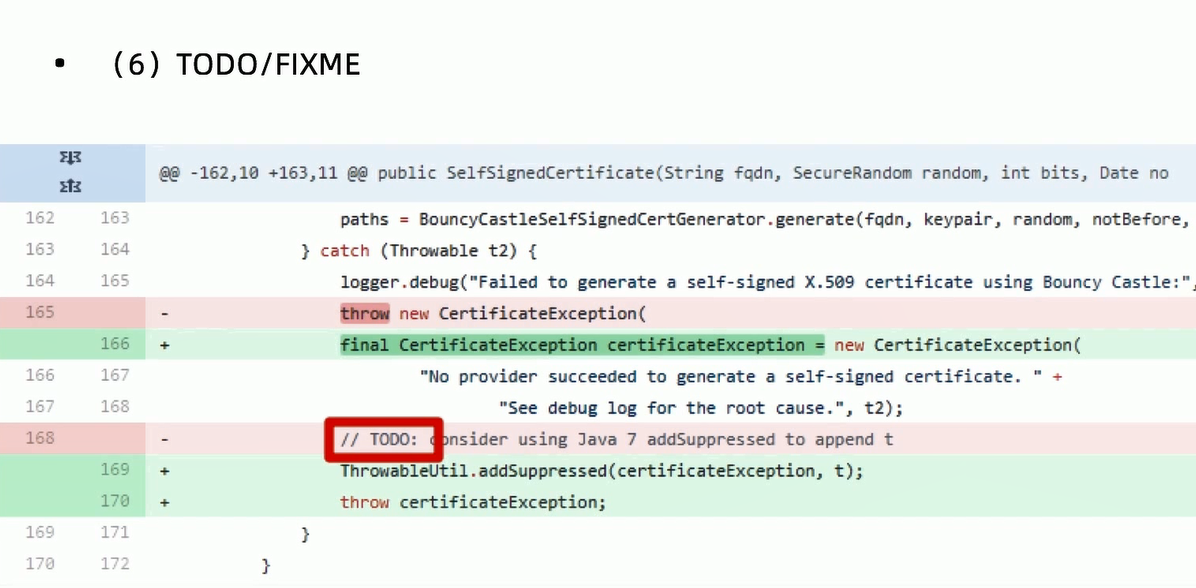 • （6）TODO/FIXME
@@ -162,10 +163,11 @@ public SelfSignedCertificate(String fqdn, SecureRandom random, int bits, Date no
162 163 paths = BouncyCastleSelfSignedCertGenerator.generate(fqdn, keypair, random, notBefore,
163 164 } catch (Throwable t2) {
164 165 logger.debug("Failed to generate a self-signed X.509 certificate using Bouncy Castle:",
165 - throw new CertificateException(
166 + final CertificateException certificateException = new CertificateException(
166 167 "No provider succeeded to generate a self-signed certificate. " +
167 168 "See debug log for the root cause.", t2);
168 - // TODO: consider using Java 7 addSuppressed to append t
169 + ThrowableUtil.addSuppressed(certificateException, t);
170 + throw certificateException;
169 171 }
170 172 }